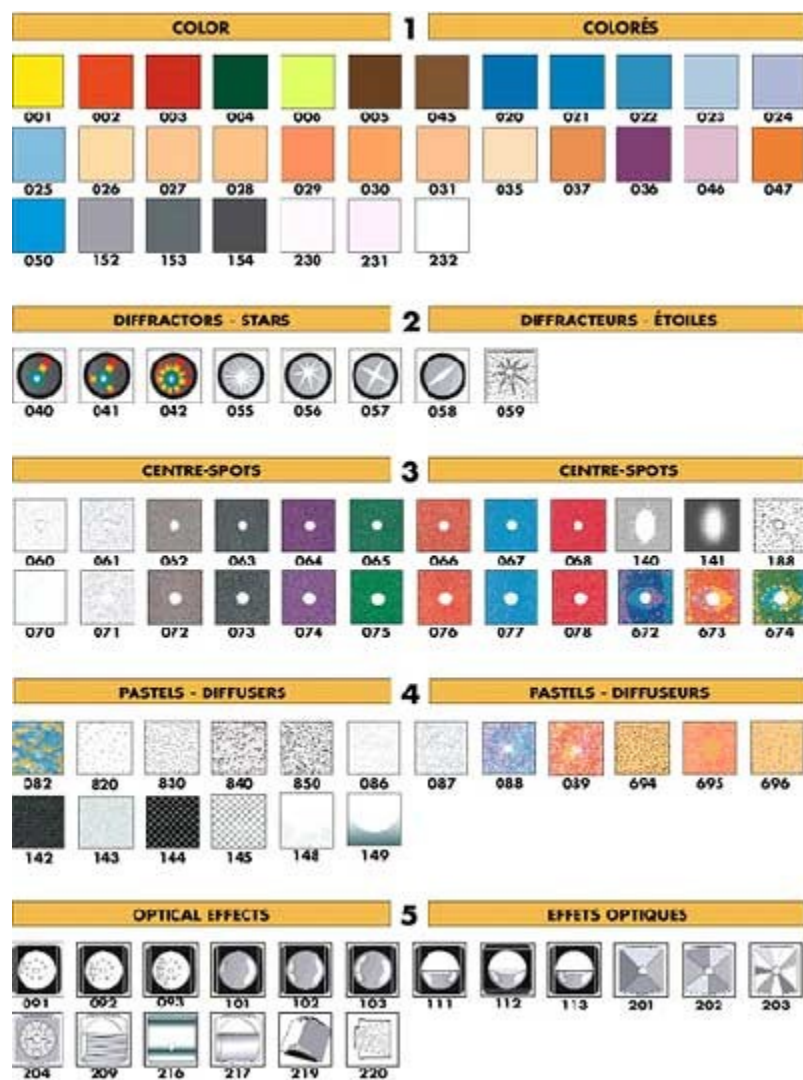 COLOR 1 COLORÉS
001 002 003 004 006 005 045 020 021 022 023 024
025 026 027 028 029 030 031 035 037 036 046 047
050 152 153 154 230 231 232
DIFFRACTORS - STARS 2 DIFFRACTEURS - ÉTOILES
040 041 042 055 056 057 058 059
CENTRE-SPOTS 3 CENTRE-SPOTS
060 061 062 063 064 065 066 067 068 140 141 188
070 071 072 073 074 075 076 077 078 672 673 674
PASTELS - DIFFUSERS 4 PASTELS - DIFFUSEURS
082 820 830 840 850 086 087 088 089 694 695 696
142 143 144 145 148 149
OPTICAL EFFECTS 5 EFFETS OPTIQUES
091 092 093 101 102 103 111 112 113 201 202 203
204 209 216 217 219 220